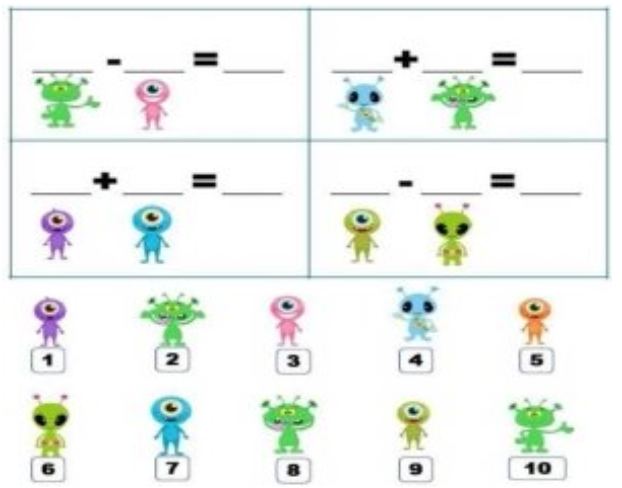 ___ - ___ = ___
___ + ___ = ___
___ + ___ = ___
___ - ___ = ___
1 2 3 4 5
6 7 8 9 10